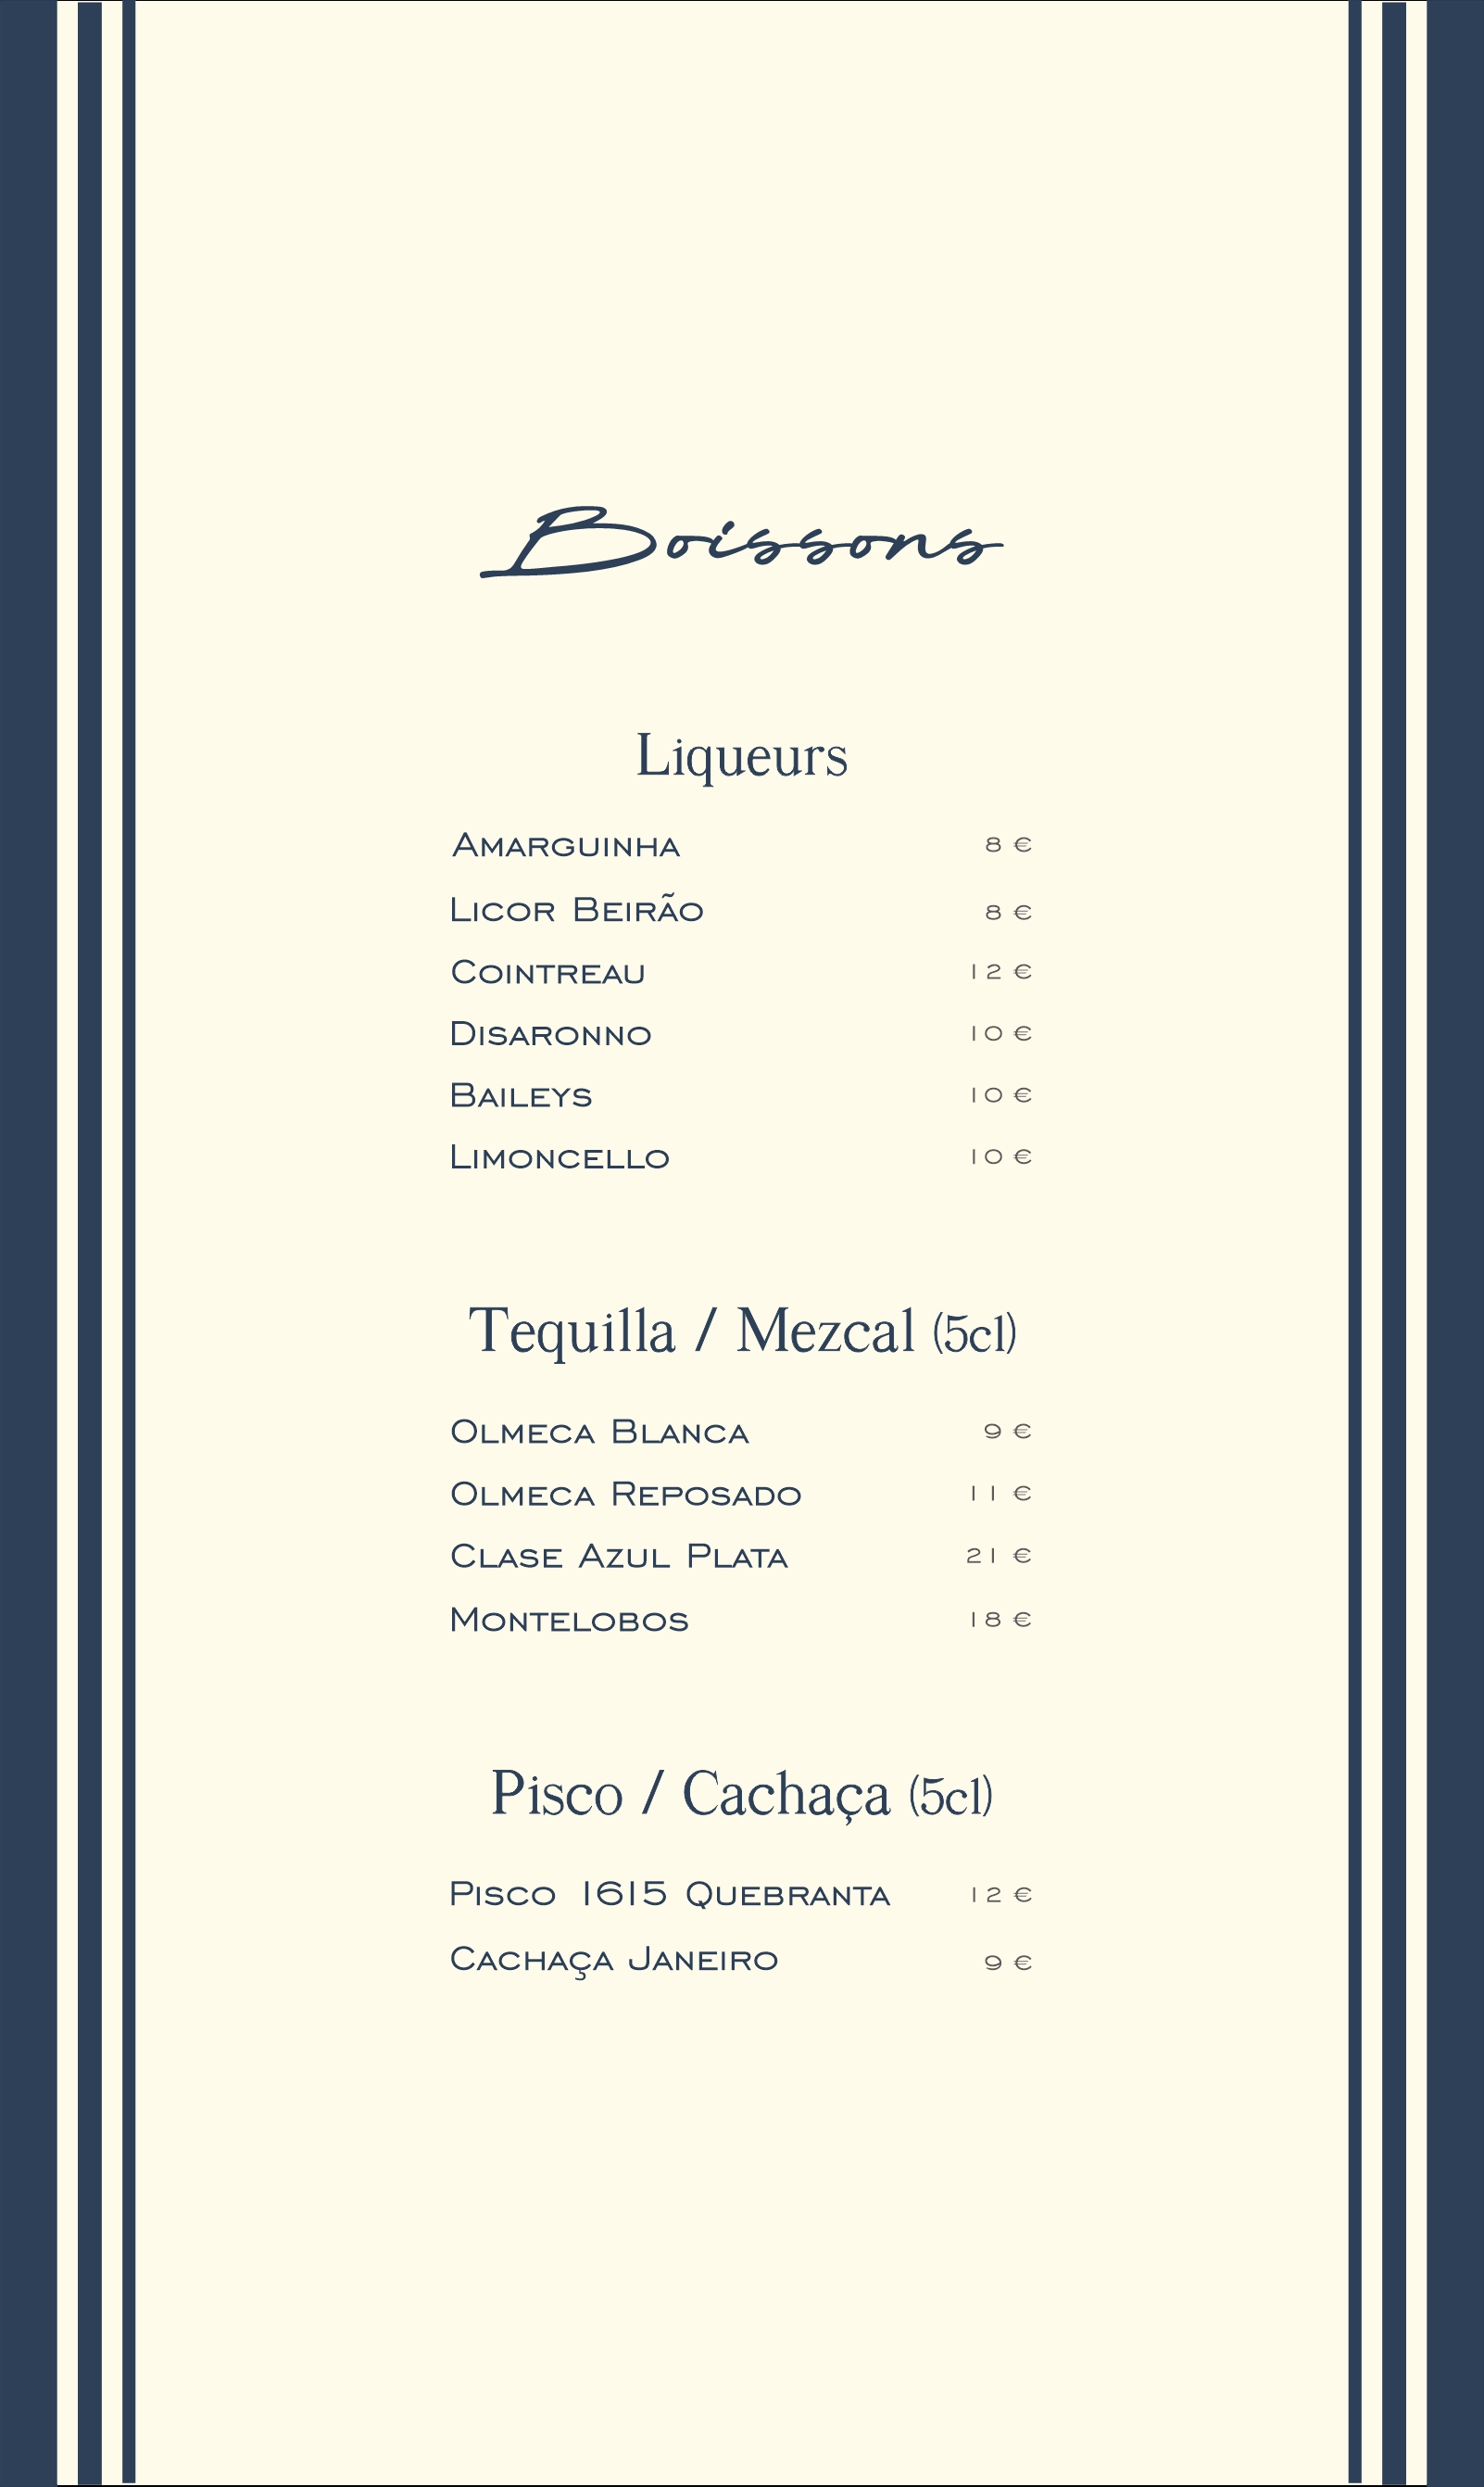 Boissons
Liqueurs
Amarguinha 8 €
Licor Beirão 8 €
Cointreau 12 €
Disaronno 10 €
Baileys 10 €
Limoncello 10 €
Tequilla / Mezcal (5cl)
Olmeca Blanca 9 €
Olmeca Reposado 11 €
Clase Azul Plata 21 €
Montelobos 18 €
Pisco / Cachaça (5cl)
Pisco 1615 Quebranta 12 €
Cachaça Janeiro 9 €